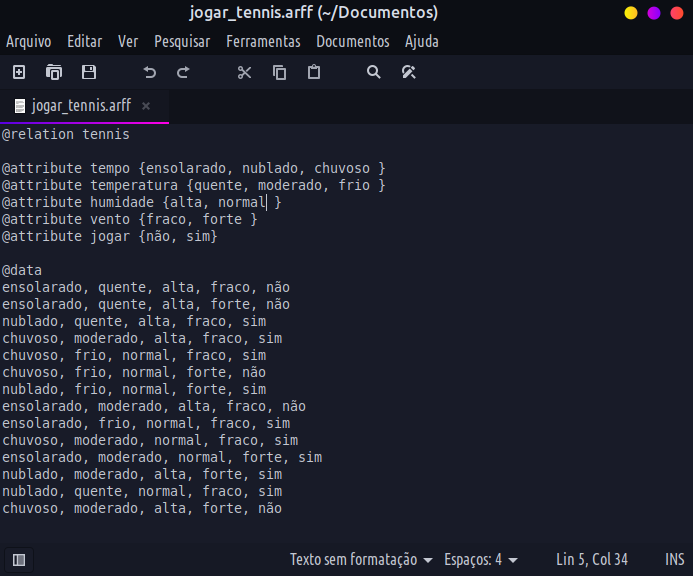 jogar_tennis.arff (~/Documentos)
Arquivo Editar Ver Pesquisar Ferramentas Documentos Ajuda
jogar_tennis.arff ×
@relation tennis
@attribute tempo {ensolarado, nublado, chuvoso }
@attribute temperatura {quente, moderado, frio }
@attribute humidade {alta, normal }
@attribute vento {fraco, forte }
@attribute jogar {não, sim}
@data
ensolarado, quente, alta, fraco, não
ensolarado, quente, alta, forte, não
nublado, quente, alta, fraco, sim
chuvoso, moderado, alta, fraco, sim
chuvoso, frio, normal, fraco, sim
chuvoso, frio, normal, forte, não
nublado, frio, normal, forte, sim
ensolarado, moderado, alta, fraco, não
ensolarado, frio, normal, fraco, sim
chuvoso, moderado, normal, fraco, sim
ensolarado, moderado, normal, forte, sim
nublado, moderado, alta, forte, sim
nublado, quente, normal, fraco, sim
chuvoso, moderado, alta, forte, não
Texto sem formatação Espaços: 4 Lin 5, Col 34 INS